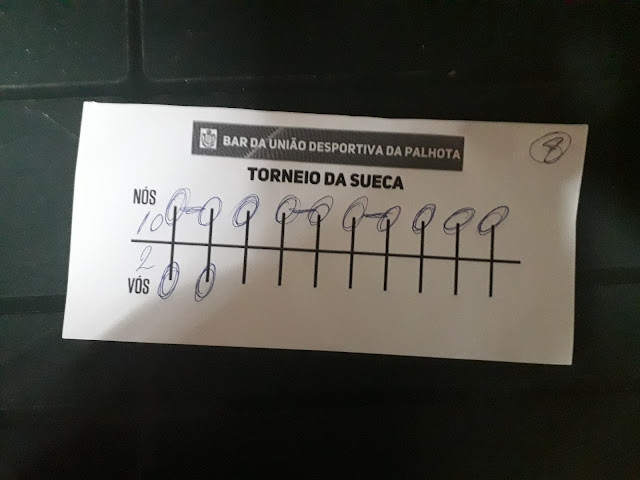 BAR DA UNIÃO DESPORTIVA DA PALHOTA
8
TORNEIO DA SUECA
NÓS
10
2
VÓS